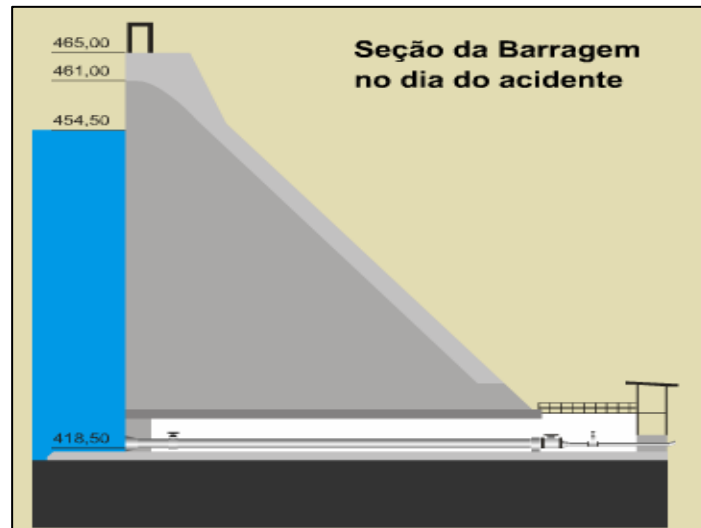 465,00
Seção da Barragem
461,00
no dia do acidente
454,50
418,50